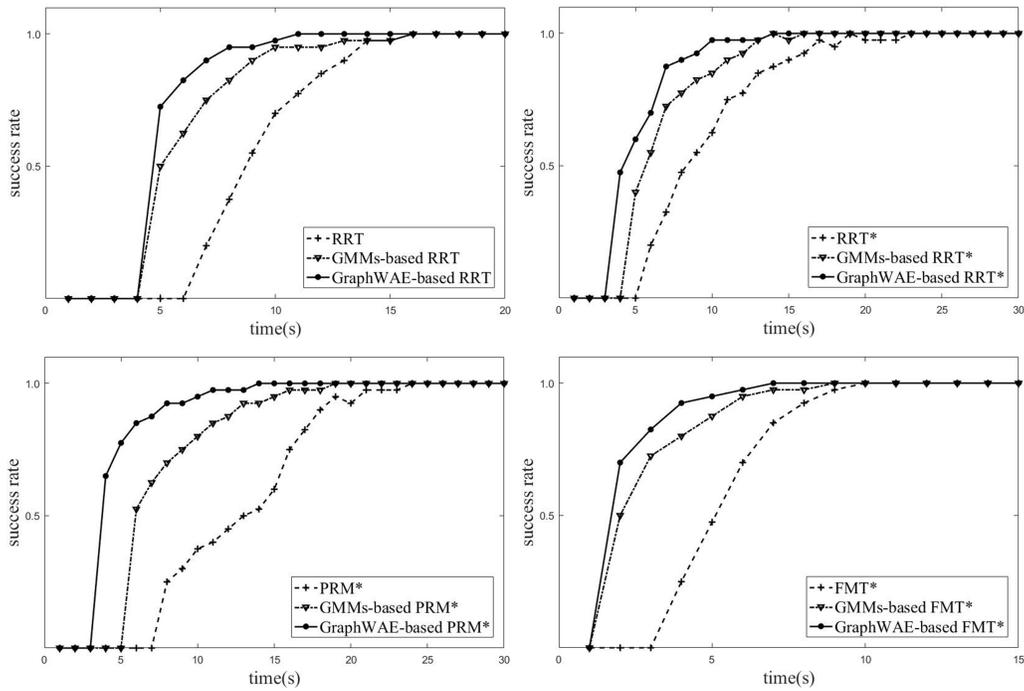 1.0
0.5
success rate
RRT
GMMs-based RRT
GraphWAE-based RRT
0 5 10 15 20
time(s)
1.0
0.5
success rate
RRT*
GMMs-based RRT*
GraphWAE-based RRT*
0 5 10 15 20 25 30
time(s)
1.0
0.5
success rate
PRM*
GMMs-based PRM*
GraphWAE-based PRM*
0 5 10 15 20 25 30
time(s)
1.0
0.5
success rate
FMT*
GMMs-based FMT*
GraphWAE-based FMT*
0 5 10 15
time(s)